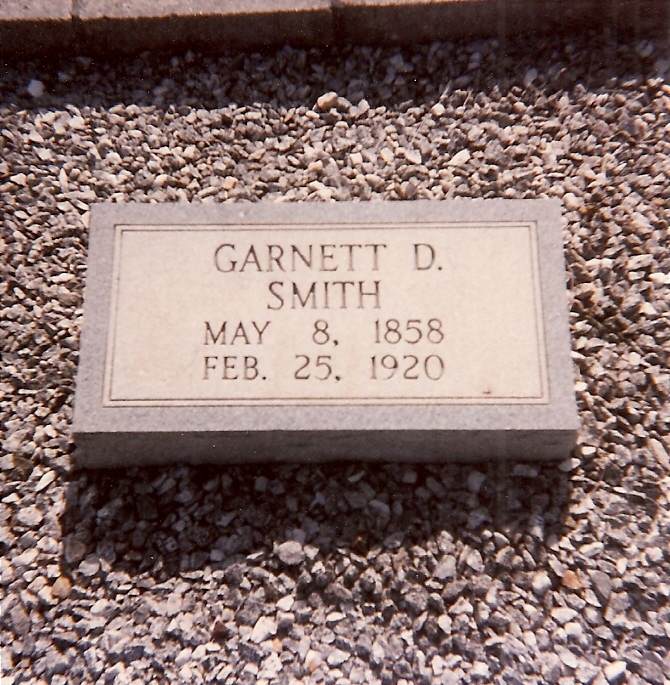 GARNETT D.
SMITH
MAY 8, 1858
FEB. 25, 1920